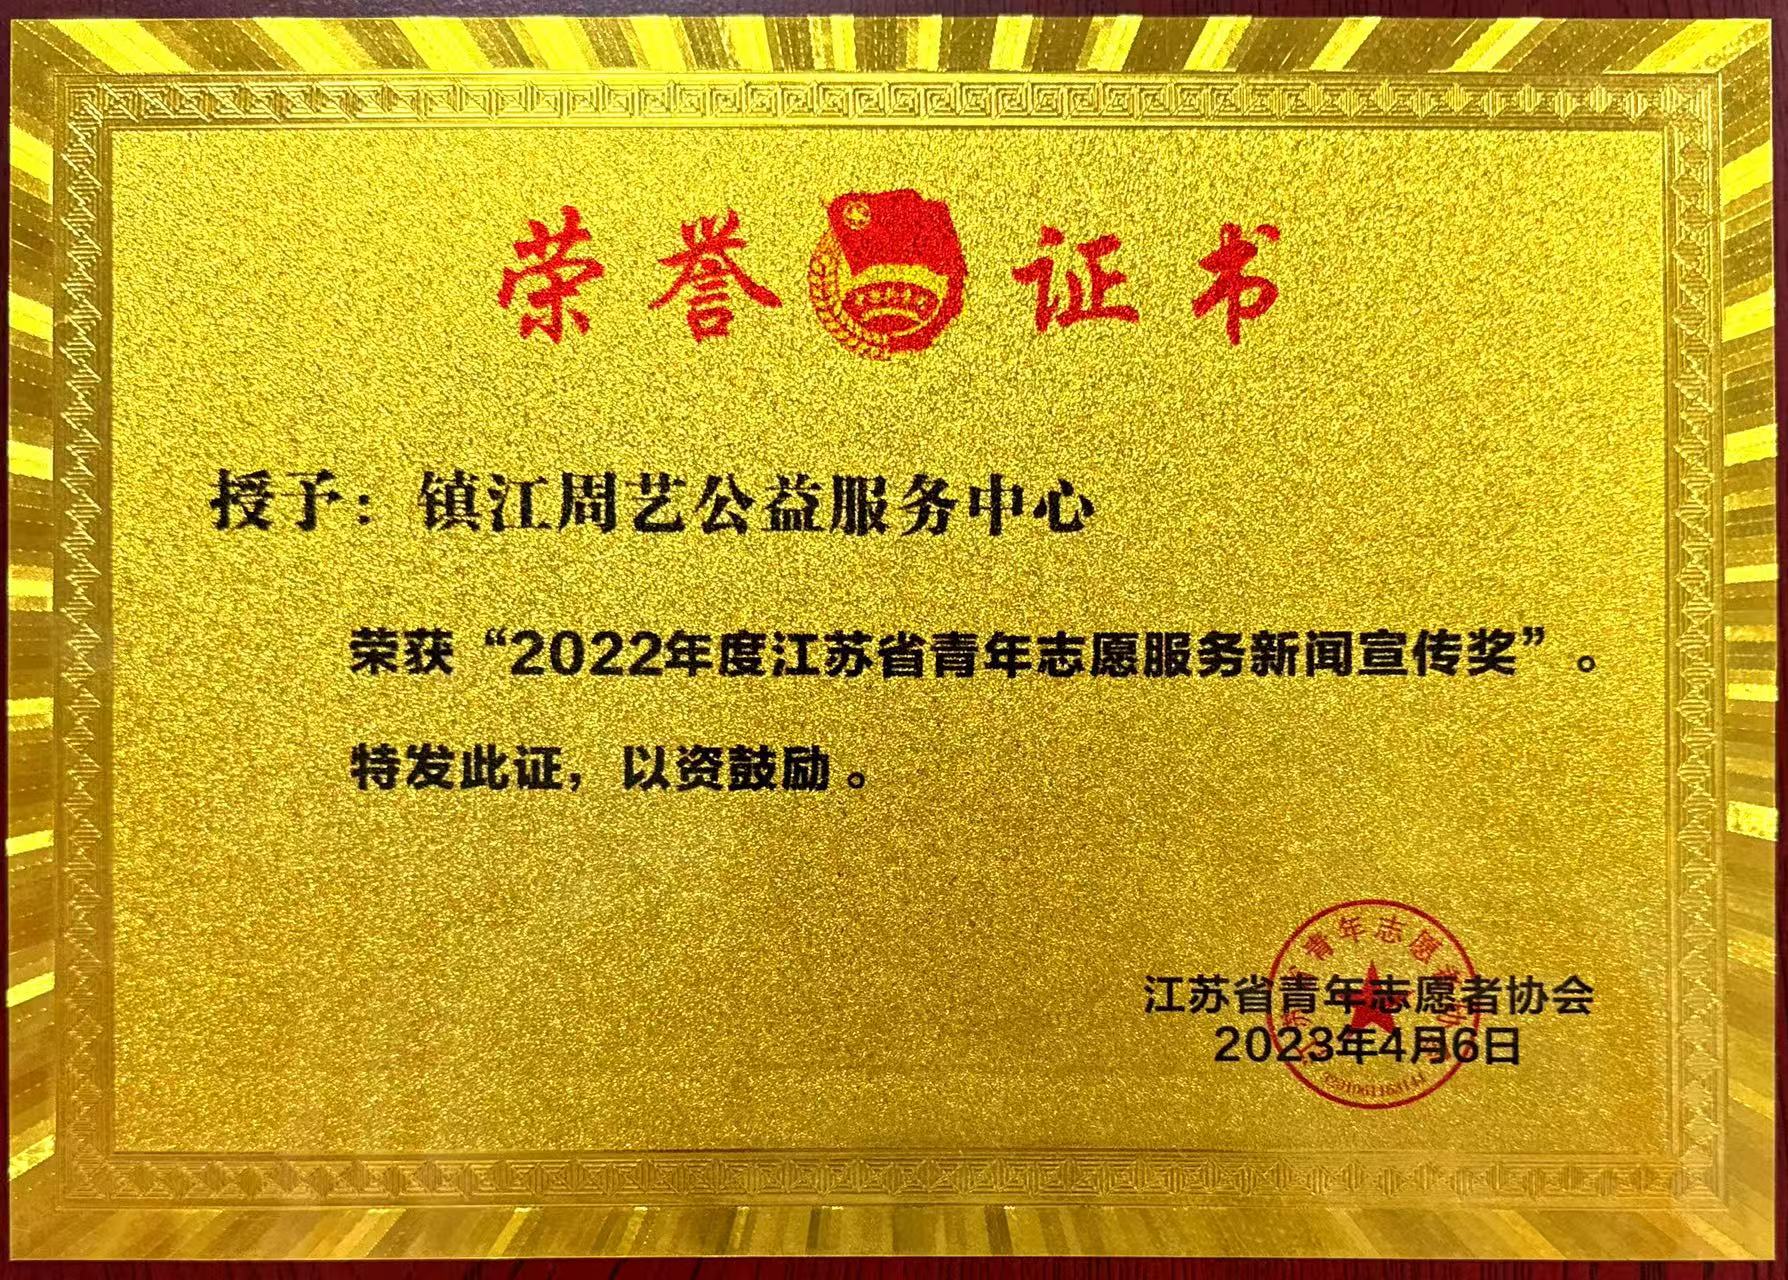 荣誉证书
授予：镇江周艺公益服务中心
荣获“2022年度江苏省青年志愿服务新闻宣传奖”。
特发此证，以资鼓励。
江苏省青年志愿者协会
2023年4月6日